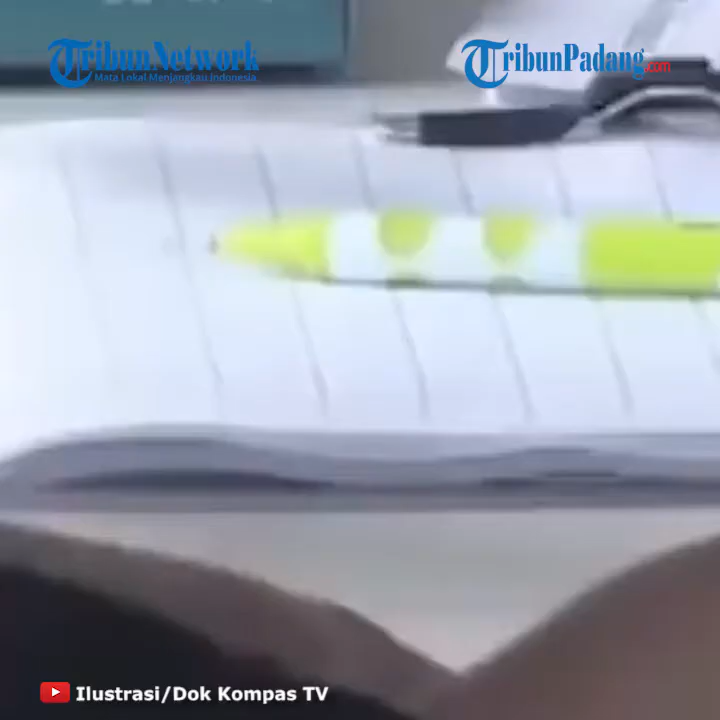 TribunNetwork
Mata Lokal Menjangkau Indonesia
TribunPadang.com
Ilustrasi/Dok Kompas TV